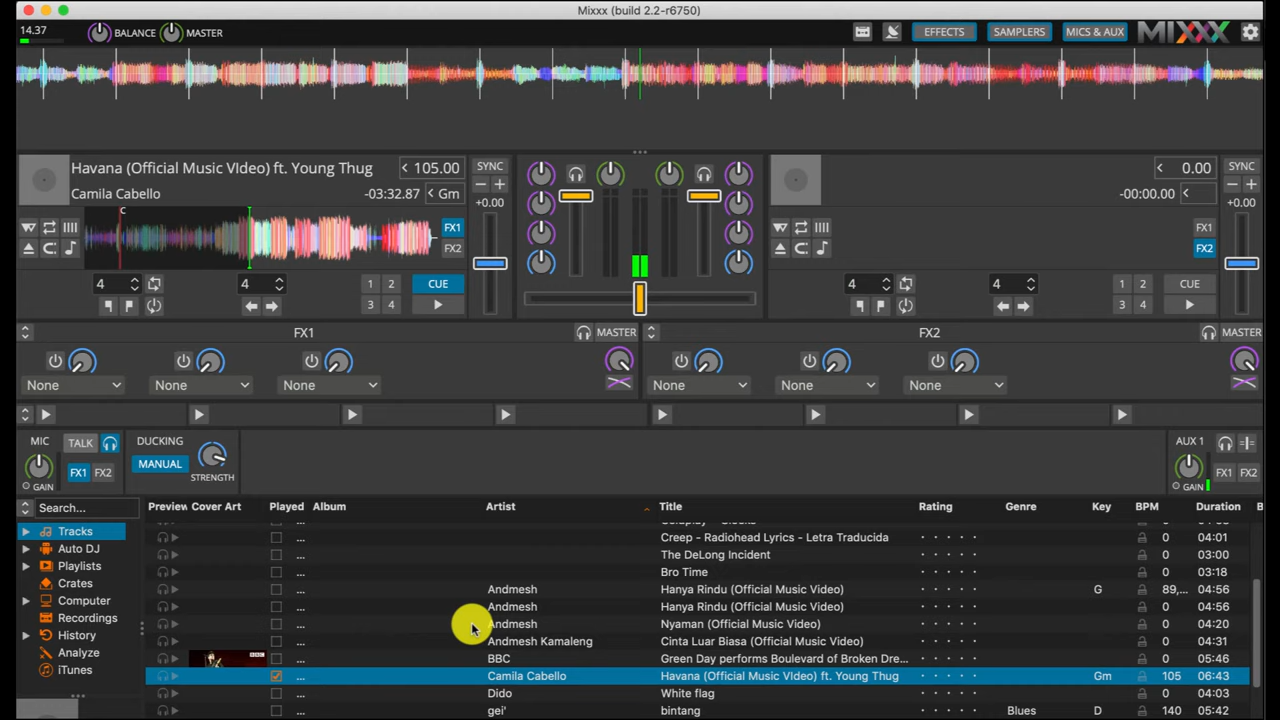 Mixxx (build 2.2-r6750)
14.37
BALANCE MASTER EFFECTS SAMPLERS MICS & AUX MIXXX
Havana (Official Music VIdeo) ft. Young Thug 105.00 SYNC
Camila Cabello -03:32.87 Gm +0.00
C
FX1
FX2
4 4 1 2 CUE
3 4
0.00 SYNC
-00:00.00 +0.00
FX1
FX2
4 4 1 2 CUE
3 4
FX1 MASTER FX2 MASTER
None None None None None None
MIC TALK DUCKING AUX 1
MANUAL
FX1 FX2 STRENGTH FX1 FX2
GAIN GAIN
Search... Preview Cover Art Played Album Artist Title Rating Genre Key BPM Duration
Tracks
Auto DJ
Playlists
Crates
Computer
Recordings
History
Analyze
iTunes
... Creep - Radiohead Lyrics - Letra Traducida 0 04:01
... The DeLong Incident 0 03:00
... Bro Time 0 03:18
... Andmesh Hanya Rindu (Official Music Video) G 89,... 04:56
... Andmesh Hanya Rindu (Official Music Video) 0 04:56
... Andmesh Nyaman (Official Music Video) 0 04:20
... Andmesh Kamaleng Cinta Luar Biasa (Official Music Video) 0 04:31
BBC ... BBC Green Day performs Boulevard of Broken Dre... 0 05:46
... Camila Cabello Havana (Official Music VIdeo) ft. Young Thug Gm 105 06:43
... Dido White flag 0 04:03
... gei' bintang Blues D 140 05:42